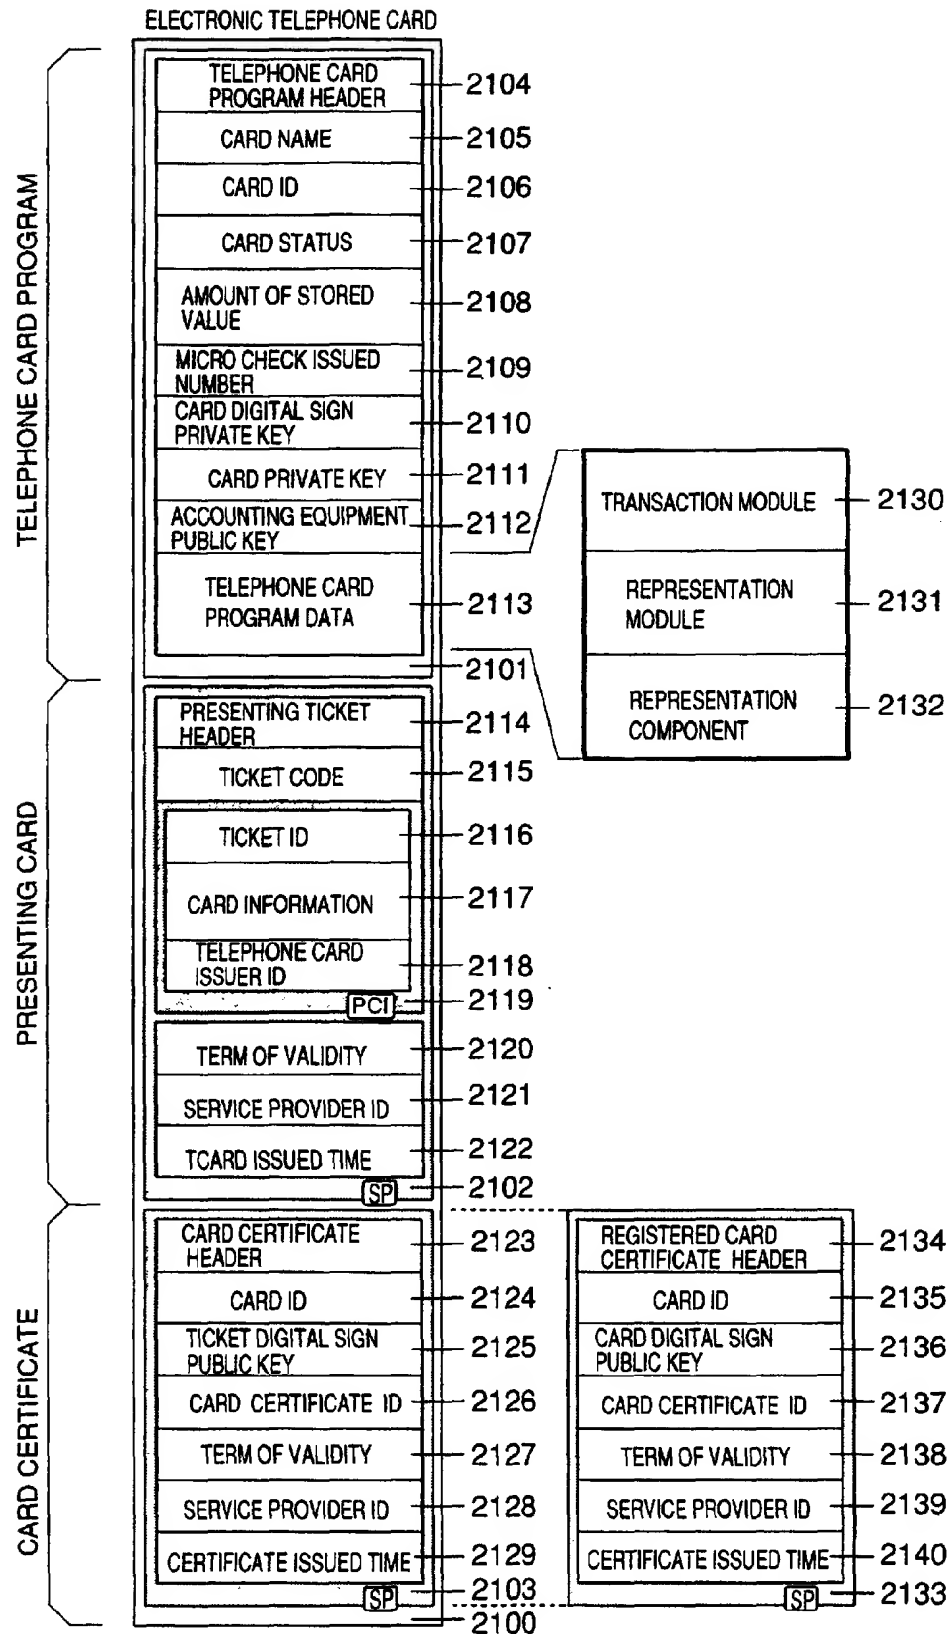 ELECTRONIC TELEPHONE CARD
TELEPHONE CARD PROGRAM
TELEPHONE CARD
PROGRAM HEADER
2104
CARD NAME
2105
CARD ID
2106
CARD STATUS
2107
AMOUNT OF STORED
VALUE
2108
MICRO CHECK ISSUED
NUMBER
2109
CARD DIGITAL SIGN
PRIVATE KEY
2110
CARD PRIVATE KEY
2111
ACCOUNTING EQUIPMENT
PUBLIC KEY
2112
TELEPHONE CARD
PROGRAM DATA
2113
2101
TRANSACTION MODULE
2130
REPRESENTATION
MODULE
2131
REPRESENTATION
COMPONENT
2132
PRESENTING CARD
PRESENTING TICKET
HEADER
2114
TICKET CODE
2115
TICKET ID
2116
CARD INFORMATION
2117
TELEPHONE CARD
ISSUER ID
2118
PCI
2119
TERM OF VALIDITY
2120
SERVICE PROVIDER ID
2121
TCARD ISSUED TIME
2122
SP
2102
CARD CERTIFICATE
CARD CERTIFICATE
HEADER
2123
CARD ID
2124
TICKET DIGITAL SIGN
PUBLIC KEY
2125
CARD CERTIFICATE ID
2126
TERM OF VALIDITY
2127
SERVICE PROVIDER ID
2128
CERTIFICATE ISSUED TIME
2129
SP
2103
2100
REGISTERED CARD
CERTIFICATE HEADER
2134
CARD ID
2135
CARD DIGITAL SIGN
PUBLIC KEY
2136
CARD CERTIFICATE ID
2137
TERM OF VALIDITY
2138
SERVICE PROVIDER ID
2139
CERTIFICATE ISSUED TIME
2140
SP
2133